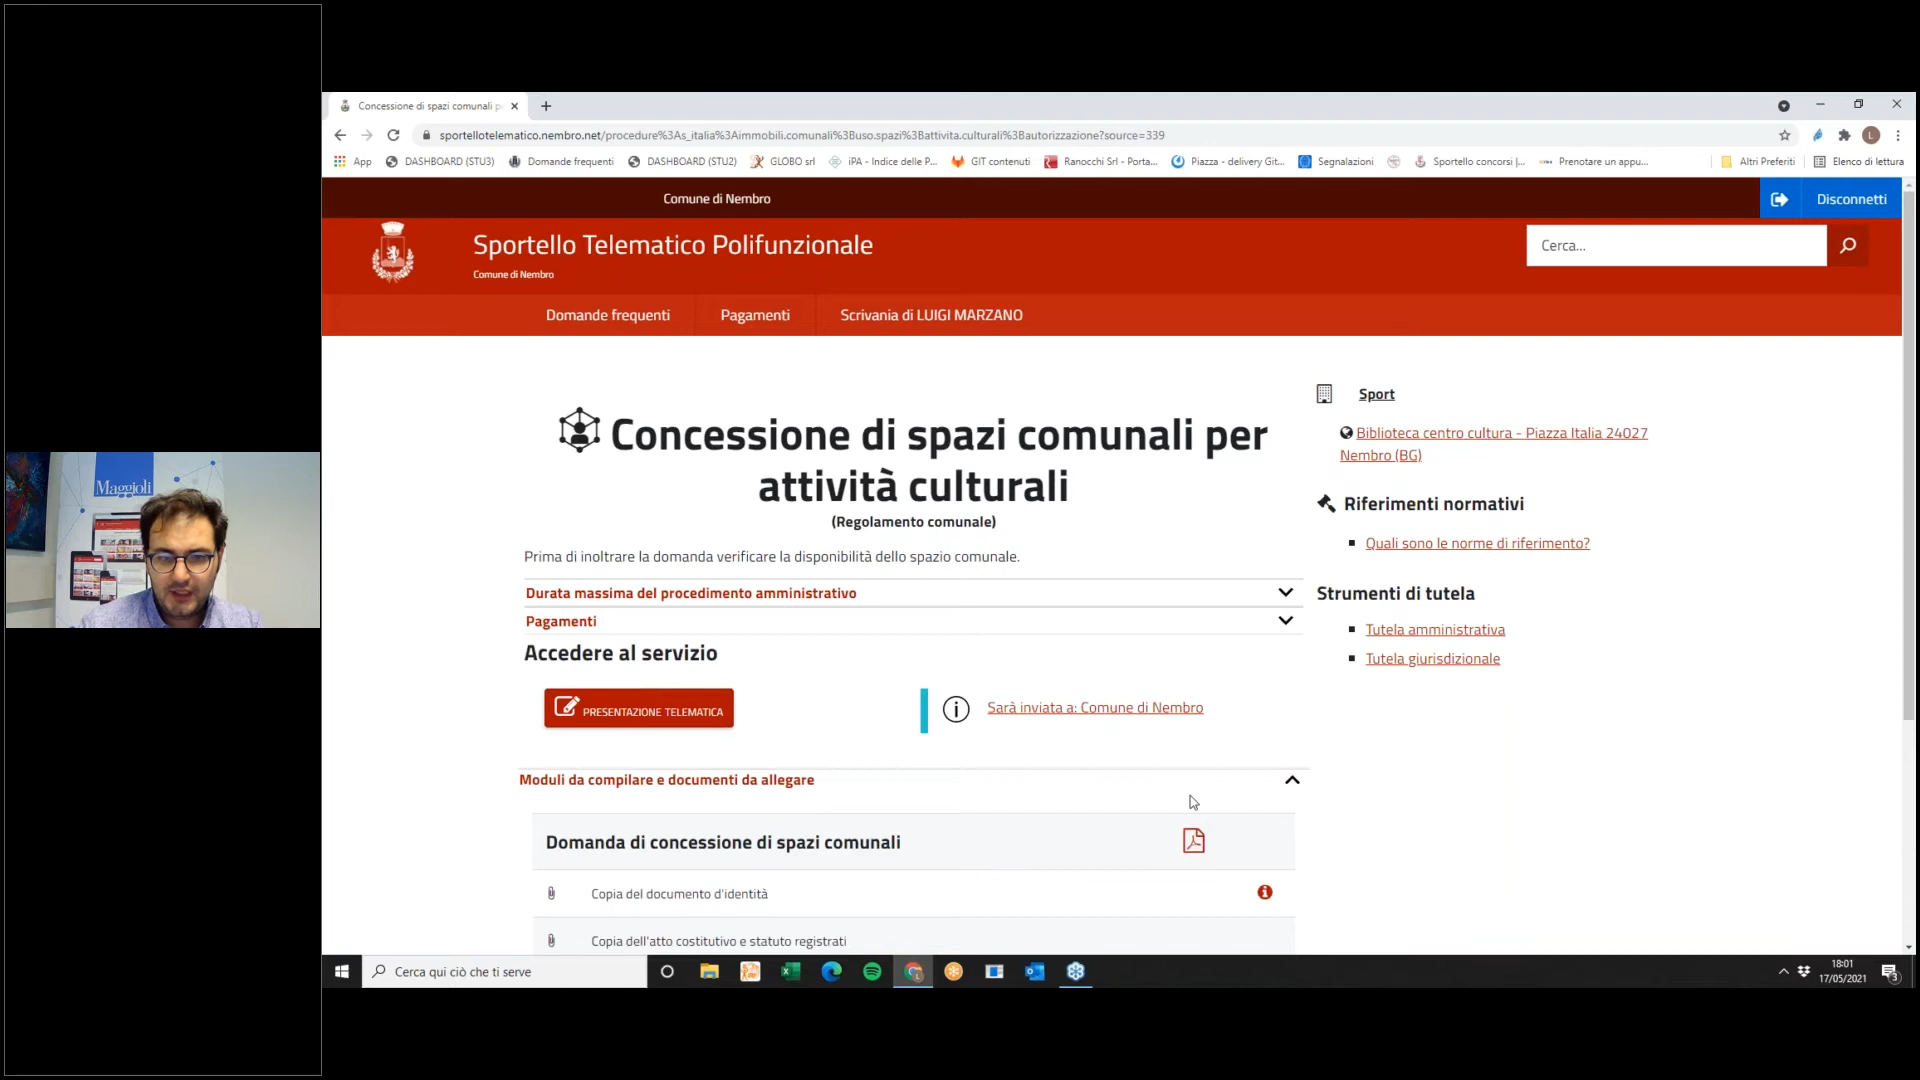 Maggioli
Concessione di spazi comunali p
sportellotelematico.nembro.net/procedure%3As_italia%3Aimmobili.comunali%3Buso.spazi%3Battivita.culturali%3Bautorizzazione?source=339
App DASHBOARD (STU3) Domande frequenti DASHBOARD (STU2) GLOBO srl iPA - Indice delle P... GIT contenuti Ranocchi Srl - Porta... Piazza - delivery Git... Segnalazioni Sportello concorsi |... Prenotare un appu... Altri Preferiti Elenco di lettura
Comune di Nembro
Disconnetti
Sportello Telematico Polifunzionale
Comune di Nembro
Cerca...
Domande frequenti Pagamenti Scrivania di LUIGI MARZANO
Concessione di spazi comunali per
attività culturali
(Regolamento comunale)
Prima di inoltrare la domanda verificare la disponibilità dello spazio comunale.
Durata massima del procedimento amministrativo
Pagamenti
Accedere al servizio
PRESENTAZIONE TELEMATICA
Sarà inviata a: Comune di Nembro
Moduli da compilare e documenti da allegare
Domanda di concessione di spazi comunali
Copia del documento d'identità
Copia dell'atto costitutivo e statuto registrati
Sport
Biblioteca centro cultura - Piazza Italia 24027
Nembro (BG)
Riferimenti normativi
Quali sono le norme di riferimento?
Strumenti di tutela
Tutela amministrativa
Tutela giurisdizionale
Cerca qui ciò che ti serve
18:01
17/05/2021
3